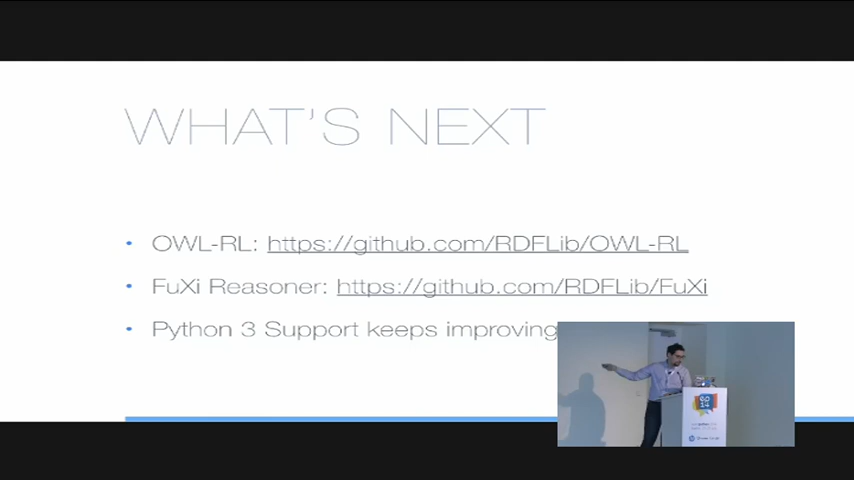 WHAT'S NEXT
• OWL-RL: https://github.com/RDFLib/OWL-RL
• FuXi Reasoner: https://github.com/RDFLib/FuXi
• Python 3 Support keeps improving